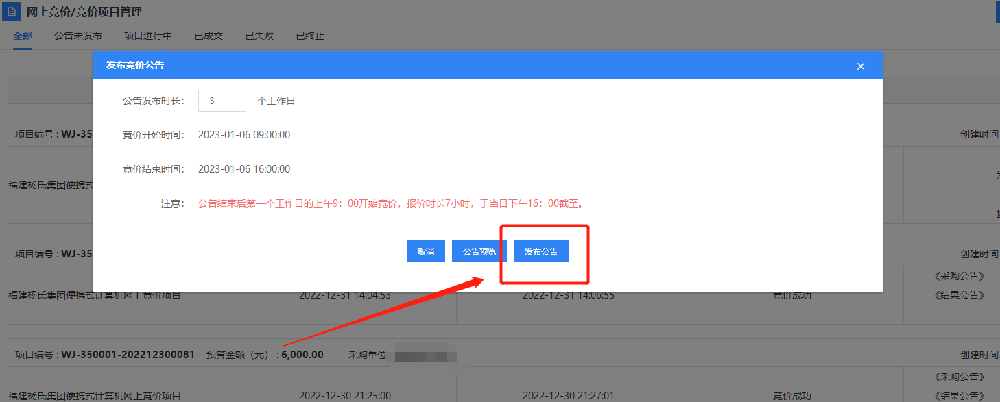 网上竞价/竞价项目管理
全部 公告未发布 项目进行中 已成交 已失败 已终止
发布竞价公告
公告发布时长： 3 个工作日
项目编号 : WJ-35 创建时间
竞价开始时间： 2023-01-06 09:00:00
竞价结束时间： 2023-01-06 16:00:00
福建杨氏集团便携式
注意： 公告结束后第一个工作日的上午9：00开始竞价，报价时长7小时，于当日下午16：00截至。
取消 公告预览 发布公告
项目编号 : WJ-35 创建时间
《采购公告》
福建杨氏集团便携式计算机网上竞价项目 2022-12-31 14:04:53 2022-12-31 14:06:55 竞价成功 《结果公告》
项目编号 : WJ-350001-202212300081 预算金额（元） : 6,000.00 采购单位 创建时间
《采购公告》
福建杨氏集团便携式计算机网上竞价项目 2022-12-30 21:25:00 2022-12-30 21:27:01 竞价成功 《结果公告》